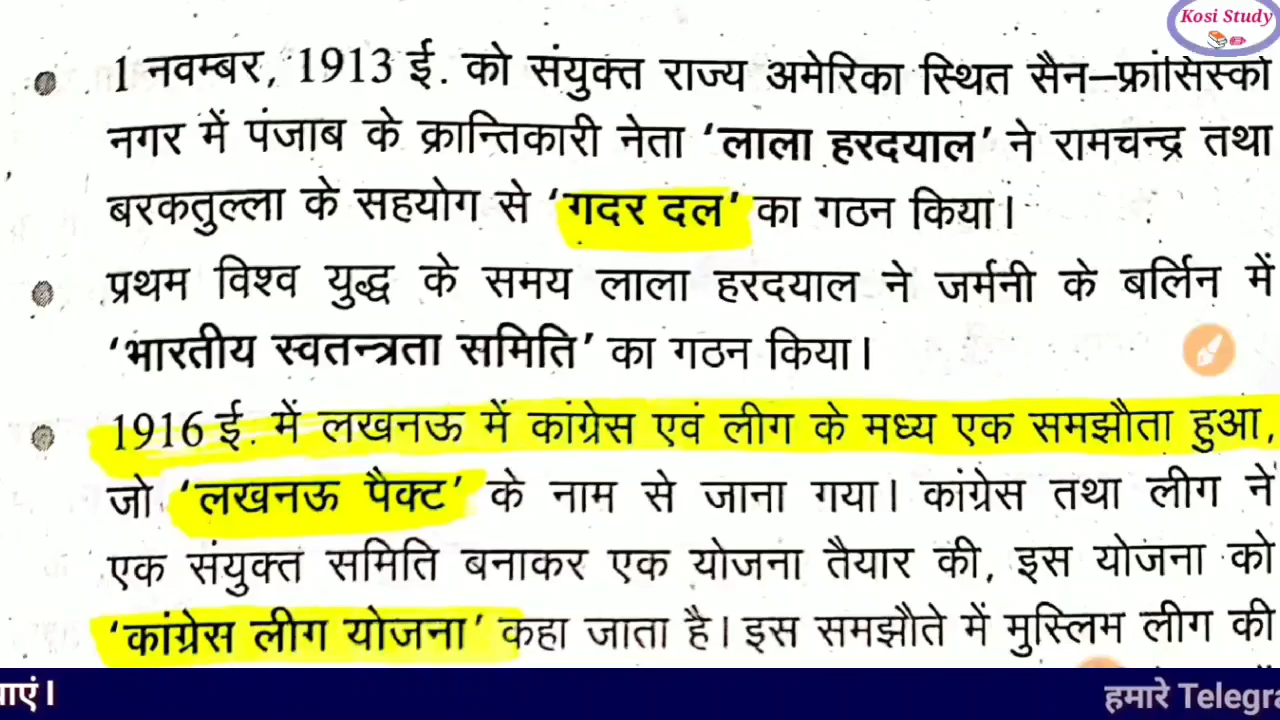 Kosi Study
1 नवम्बर, 1913 ई. को संयुक्त राज्य अमेरिका स्थित सैन–फ्रांसिस्को
नगर में पंजाब के क्रान्तिकारी नेता ‘लाला हरदयाल’ ने रामचन्द्र तथा
बरकतुल्ला के सहयोग से ‘गदर दल’ का गठन किया।
प्रथम विश्व युद्ध के समय लाला हरदयाल ने जर्मनी के बर्लिन में
‘भारतीय स्वतन्त्रता समिति’ का गठन किया।
1916 ई. में लखनऊ में कांग्रेस एवं लीग के मध्य एक समझौता हुआ,
जो ‘लखनऊ पैक्ट’ के नाम से जाना गया। कांग्रेस तथा लीग ने
एक संयुक्त समिति बनाकर एक योजना तैयार की, इस योजना को
‘कांग्रेस लीग योजना’ कहा जाता है। इस समझौते में मुस्लिम लीग की
हमारे Telegra